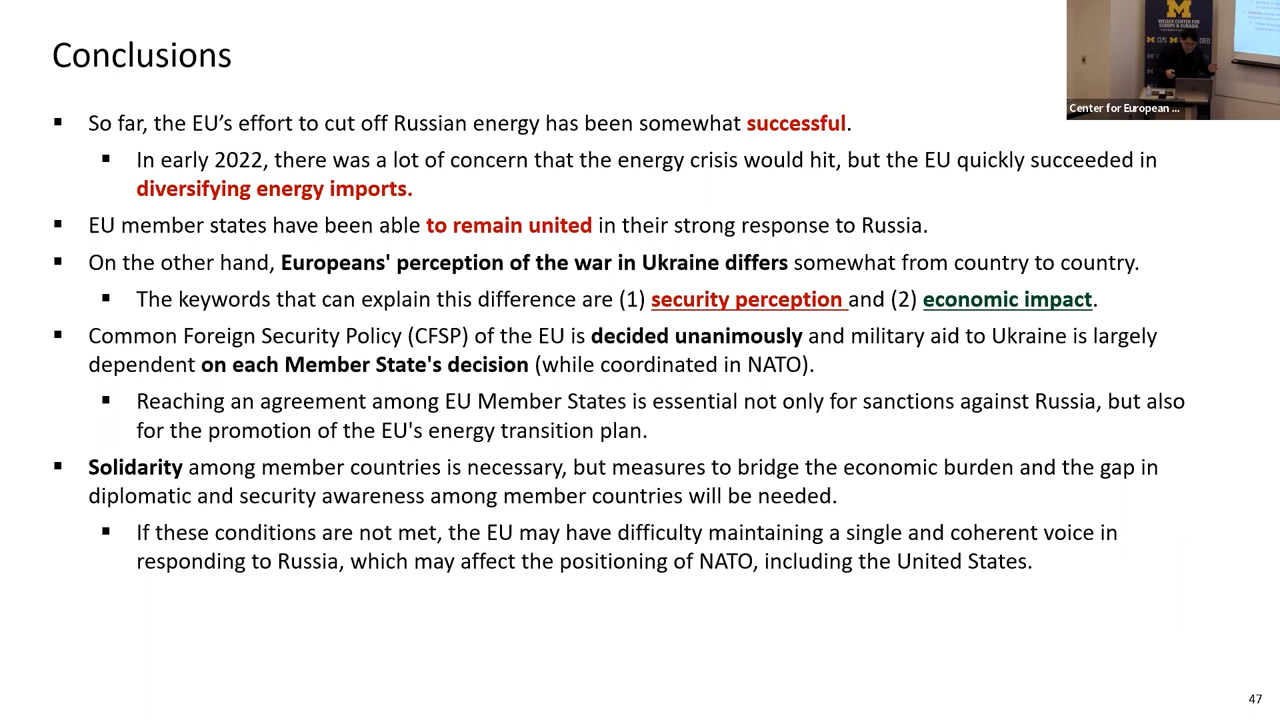 Conclusions
▪ So far, the EU’s effort to cut off Russian energy has been somewhat successful.
▪ In early 2022, there was a lot of concern that the energy crisis would hit, but the EU quickly succeeded in
diversifying energy imports.
▪ EU member states have been able to remain united in their strong response to Russia.
▪ On the other hand, Europeans' perception of the war in Ukraine differs somewhat from country to country.
▪ The keywords that can explain this difference are (1) security perception and (2) economic impact.
▪ Common Foreign Security Policy (CFSP) of the EU is decided unanimously and military aid to Ukraine is largely
dependent on each Member State's decision (while coordinated in NATO).
▪ Reaching an agreement among EU Member States is essential not only for sanctions against Russia, but also
for the promotion of the EU's energy transition plan.
▪ Solidarity among member countries is necessary, but measures to bridge the economic burden and the gap in
diplomatic and security awareness among member countries will be needed.
▪ If these conditions are not met, the EU may have difficulty maintaining a single and coherent voice in
responding to Russia, which may affect the positioning of NATO, including the United States.
47
M
WEISER CENTER FOR
EUROPE & EURASIA
Center for European ...